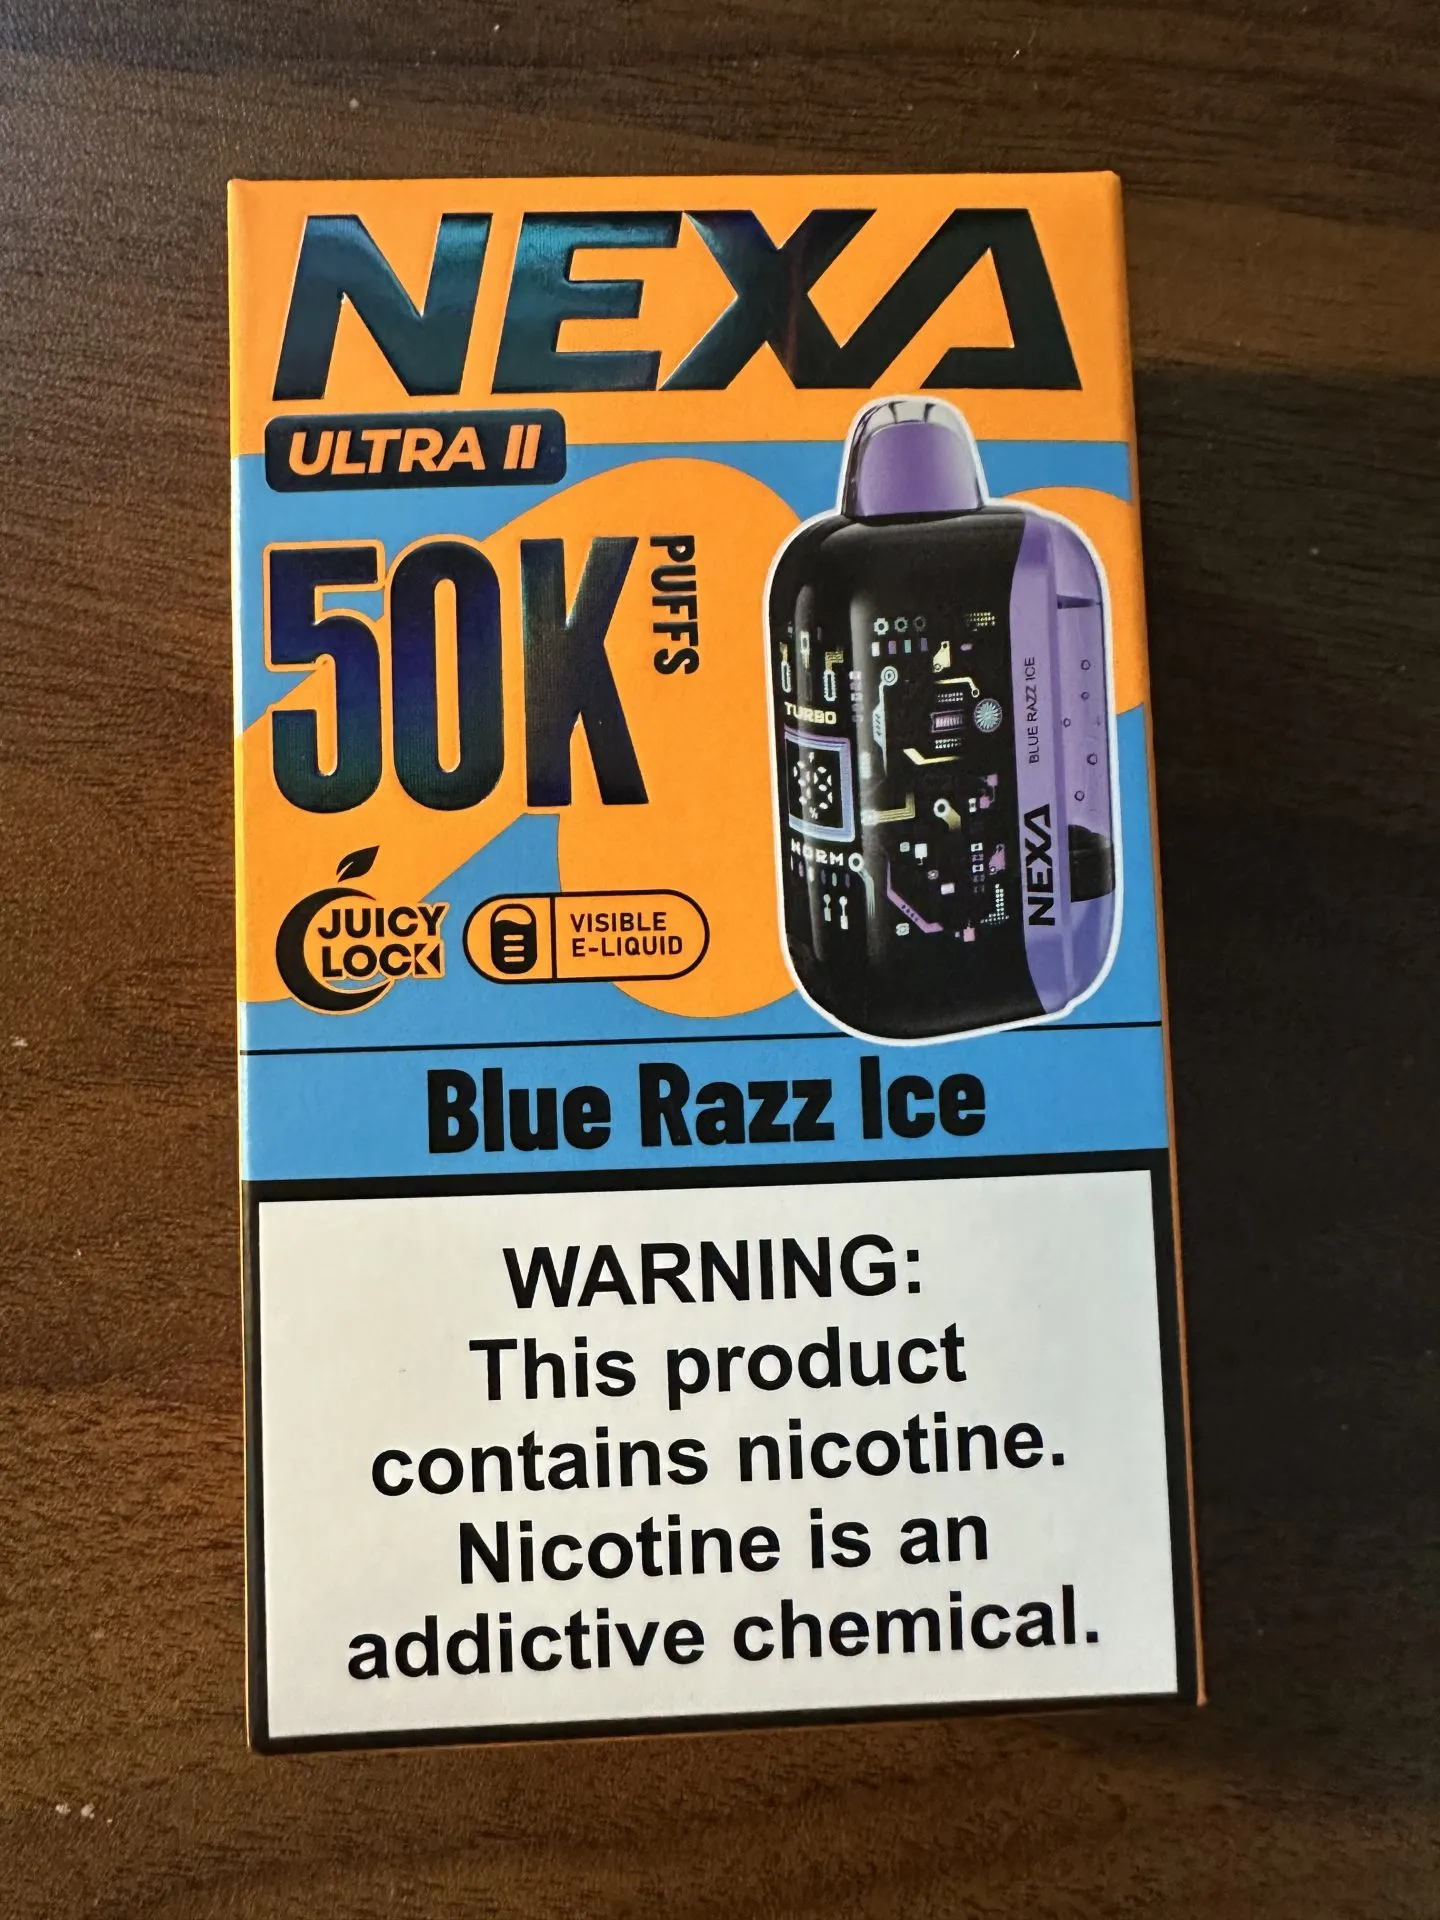 NEXA
ULTRA II
50K
PUFFS
TURBO
NORM
BLUE RAZZ ICE
NEXA
JUICY
LOCK
VISIBLE
E-LIQUID
Blue Razz Ice
WARNING:
This product
contains nicotine.
Nicotine is an
addictive chemical.